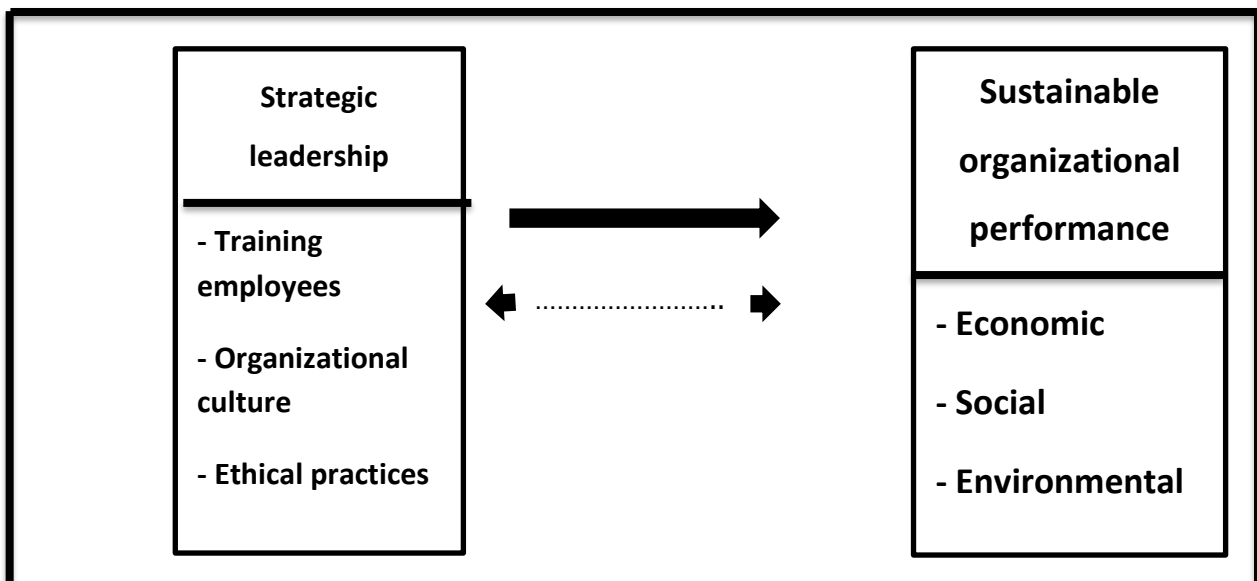 Strategic
leadership
- Training
employees
- Organizational
culture
- Ethical practices
Sustainable
organizational
performance
- Economic
- Social
- Environmental